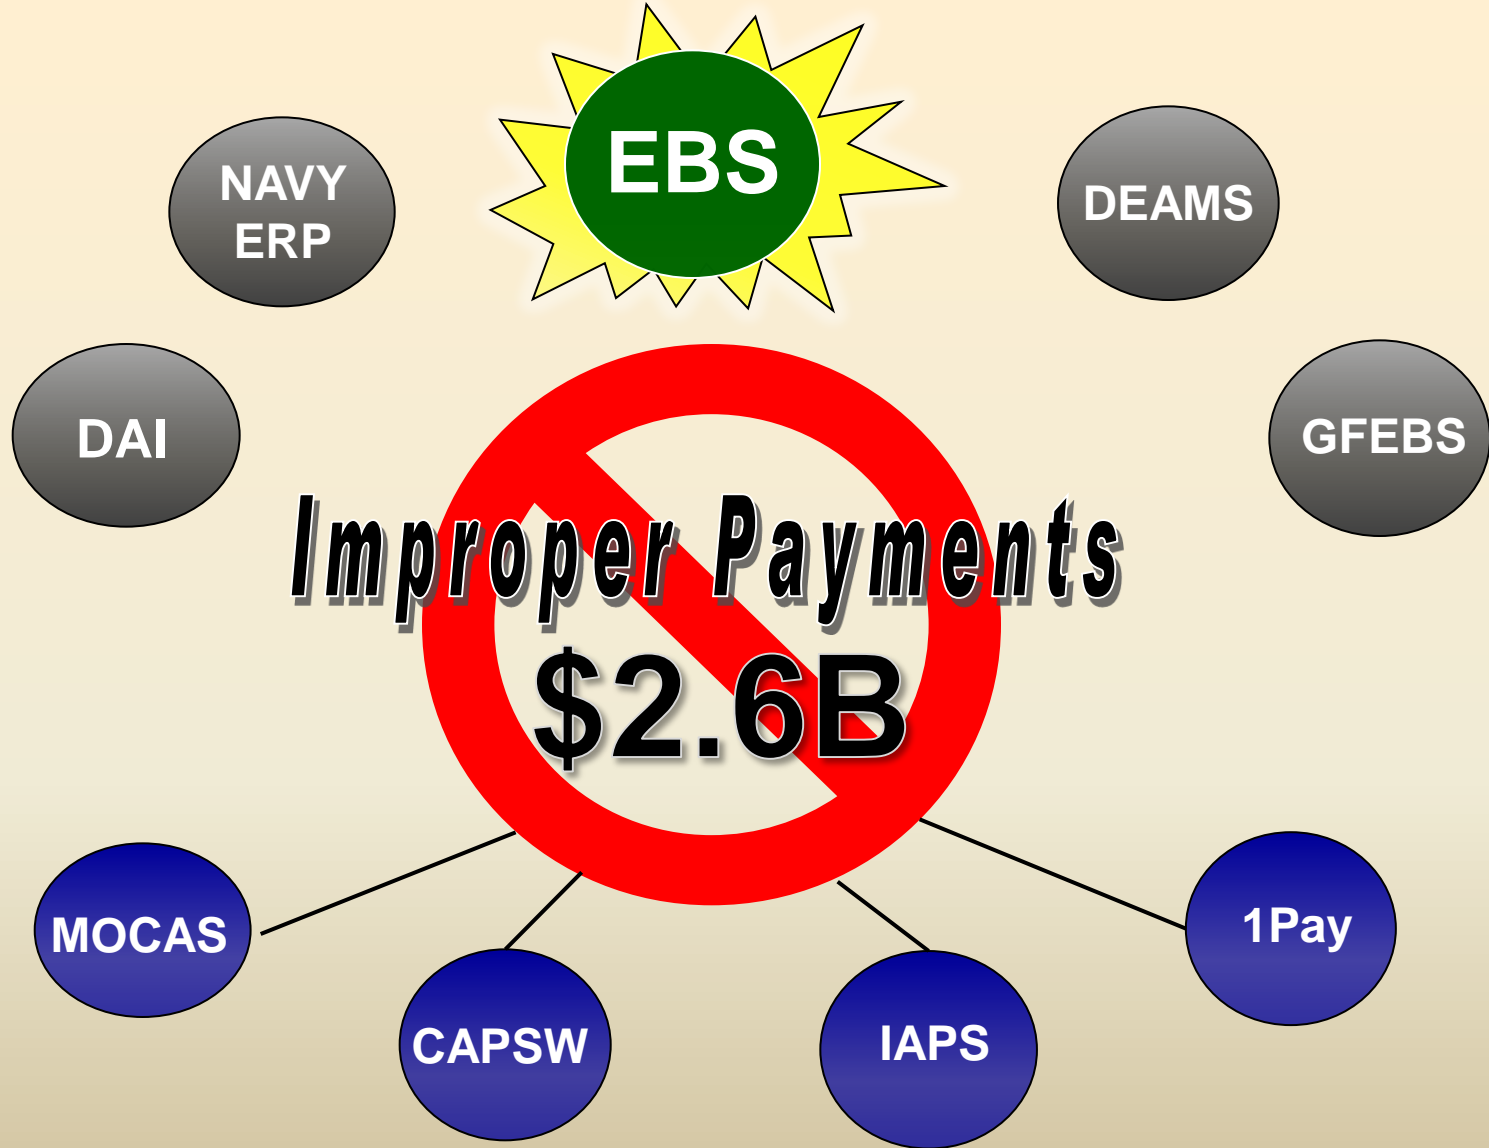 EBS
NAVY
ERP
DEAMS
DAI
GFEBS
Improper Payments
$2.6B
MOCAS
1Pay
CAPSW
IAPS